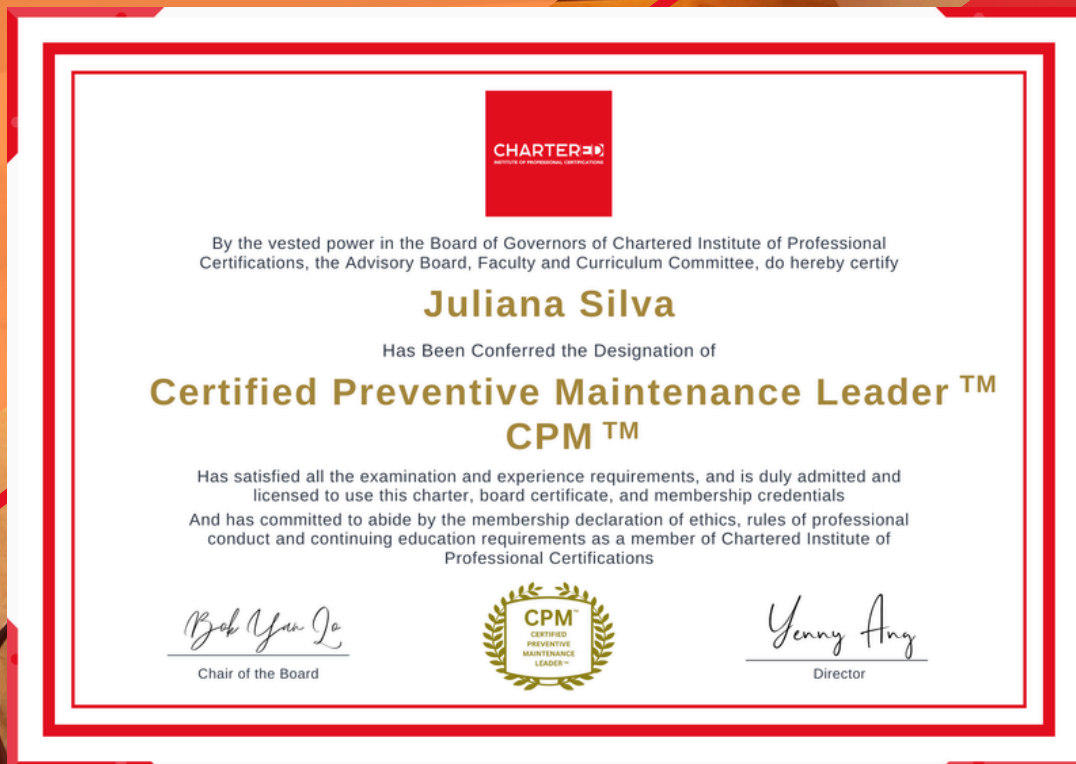 CHARTERED
INSTITUTE OF PROFESSIONAL CERTIFICATIONS
By the vested power in the Board of Governors of Chartered Institute of Professional
Certifications, the Advisory Board, Faculty and Curriculum Committee, do hereby certify
Juliana Silva
Has Been Conferred the Designation of
Certified Preventive Maintenance Leader ™
CPM ™
Has satisfied all the examination and experience requirements, and is duly admitted and
licensed to use this charter, board certificate, and membership credentials
And has committed to abide by the membership declaration of ethics, rules of professional
conduct and continuing education requirements as a member of Chartered Institute of
Professional Certifications
Bok Yan Lo
Chair of the Board
CPM™
CERTIFIED
PREVENTIVE
MAINTENANCE
LEADER™
Yenny Ang
Director